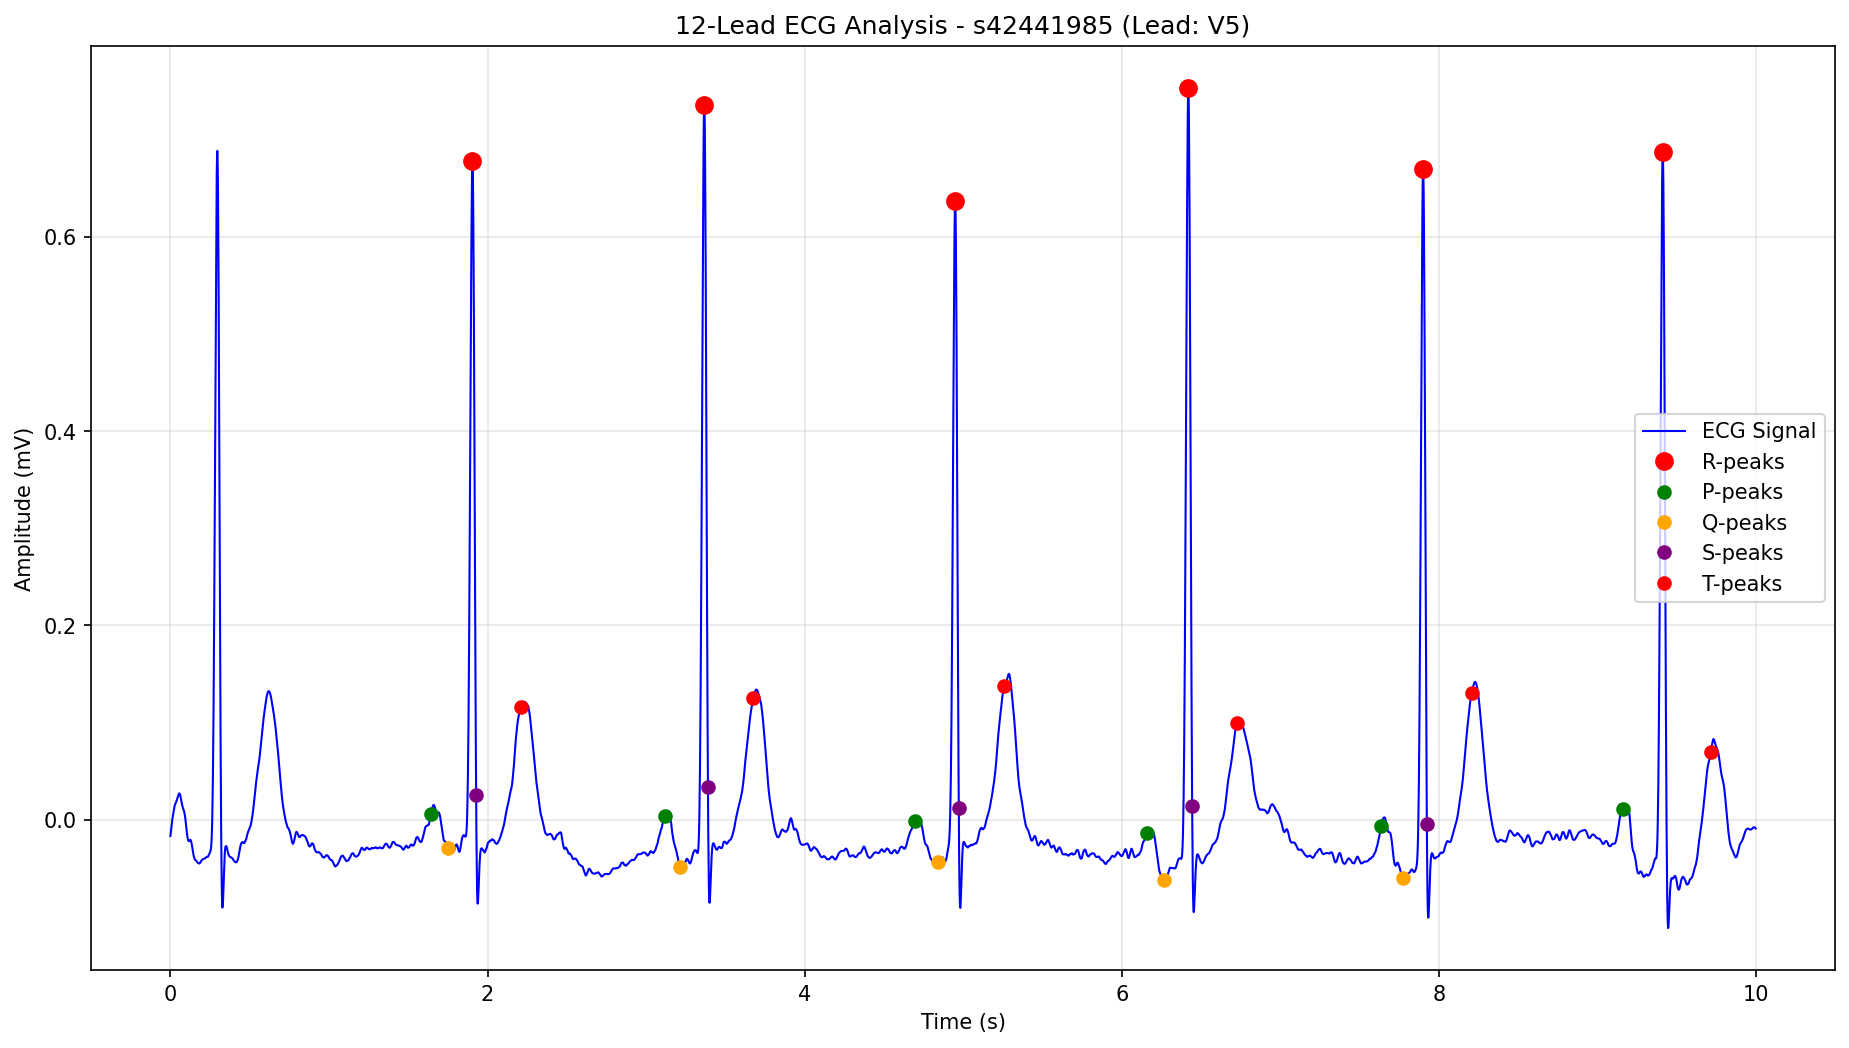 12-Lead ECG Analysis - s42441985 (Lead: V5)
Amplitude (mV)
0.6
0.4
0.2
0.0
ECG Signal
R-peaks
P-peaks
Q-peaks
S-peaks
T-peaks
0 2 4 6 8 10
Time (s)